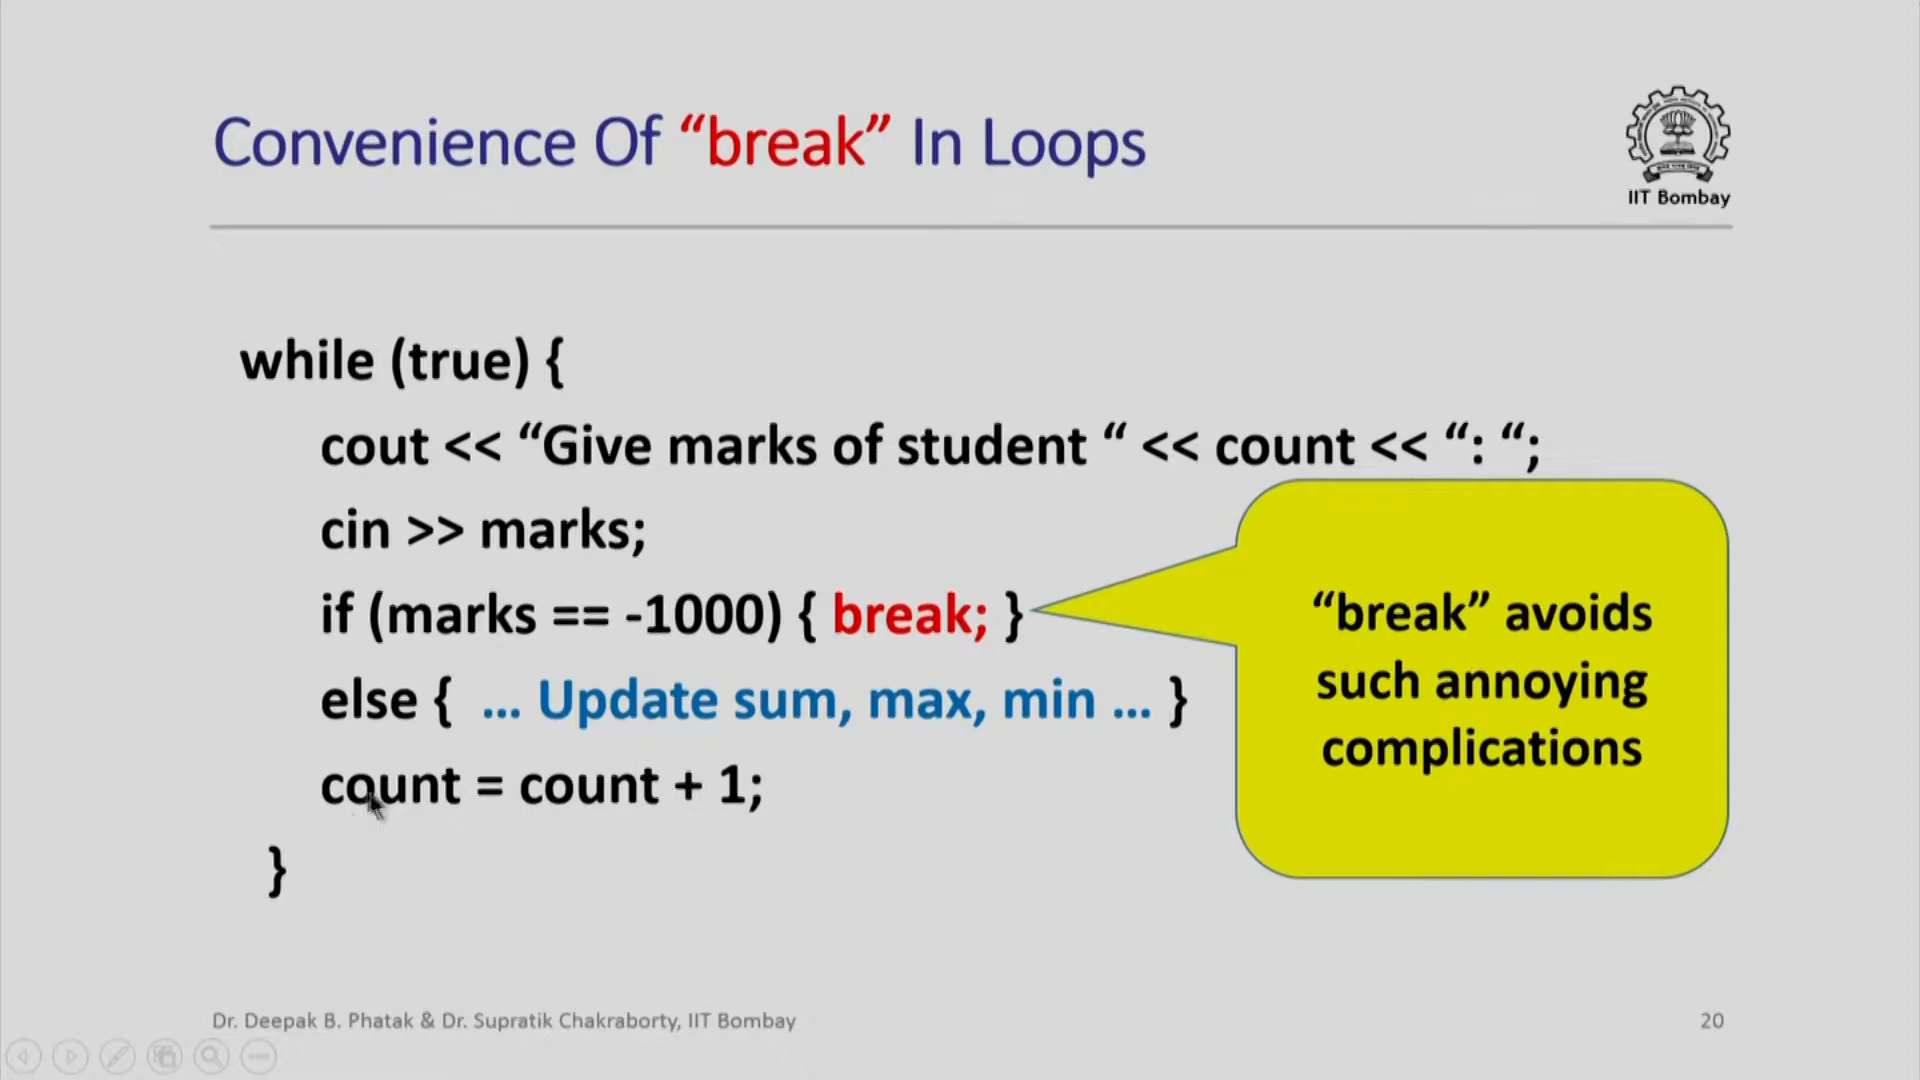 Convenience Of “break” In Loops
IIT Bombay
while (true) {
cout << “Give marks of student “ << count << “: “;
cin >> marks;
if (marks == -1000) { break; }
else { ... Update sum, max, min ... }
count = count + 1;
}
“break” avoids
such annoying
complications
Dr. Deepak B. Phatak & Dr. Supratik Chakraborty, IIT Bombay
20